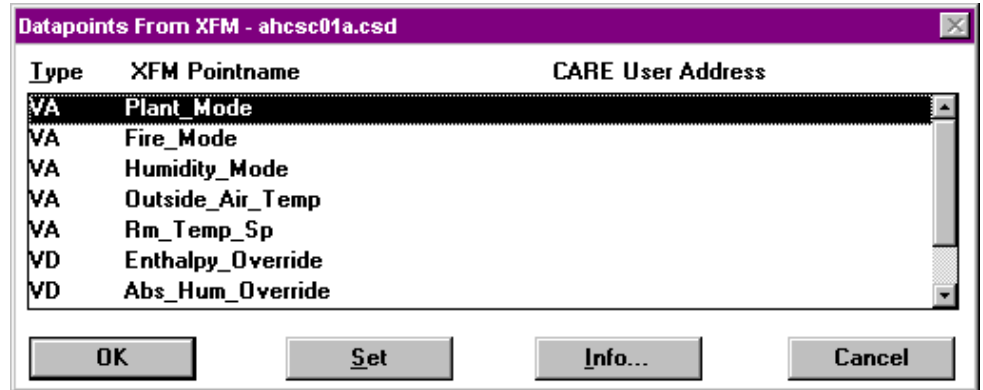 Datapoints From XFM - ahcsc01a.csd
Type XFM Pointname CARE User Address
VA Plant_Mode
VA Fire_Mode
VA Humidity_Mode
VA Outside_Air_Temp
VA Rm_Temp_Sp
VD Enthalpy_Override
VD Abs_Hum_Override
OK Set Info... Cancel